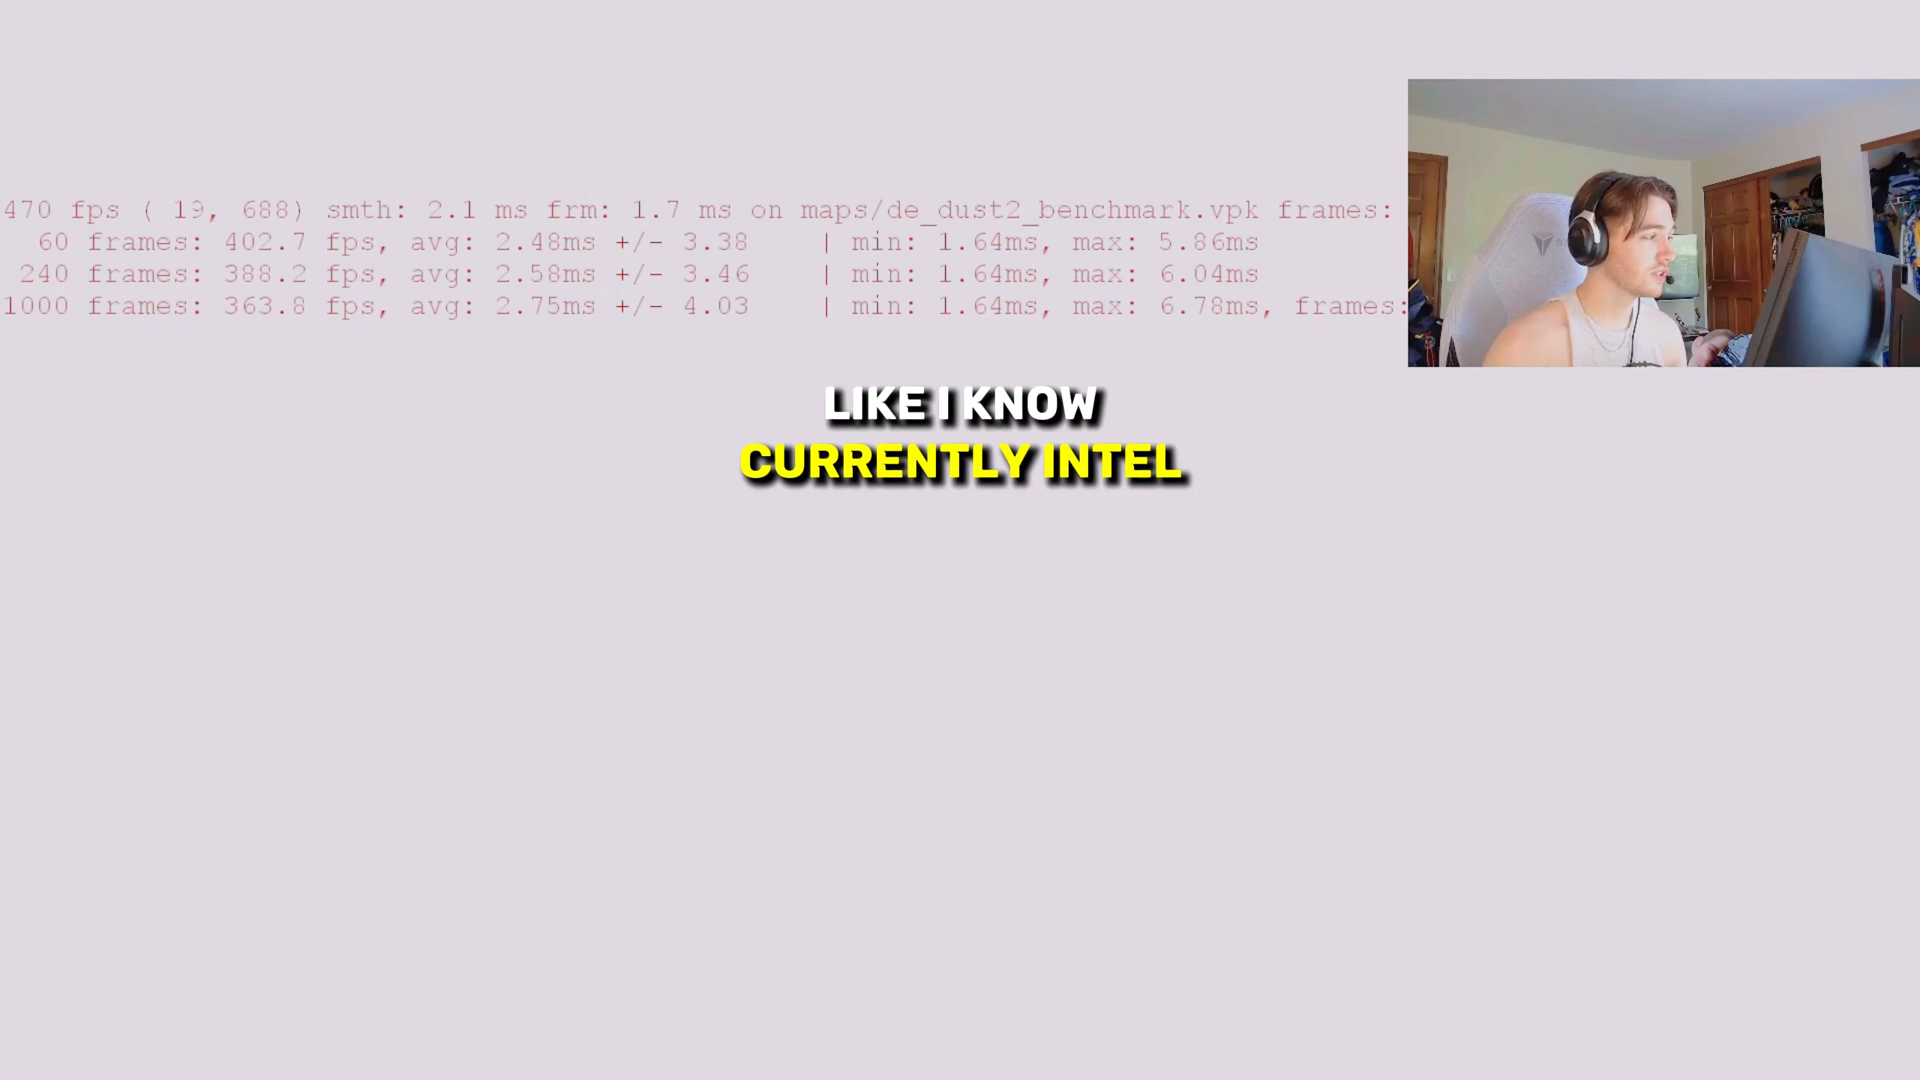 470 fps ( 19, 688) smth: 2.1 ms frm: 1.7 ms on maps/de_dust2_benchmark.vpk frames:
60 frames: 402.7 fps, avg: 2.48ms +/- 3.38 | min: 1.64ms, max: 5.86ms
240 frames: 388.2 fps, avg: 2.58ms +/- 3.46 | min: 1.64ms, max: 6.04ms
1000 frames: 363.8 fps, avg: 2.75ms +/- 4.03 | min: 1.64ms, max: 6.78ms, frames:
LIKE I KNOW
CURRENTLY INTEL